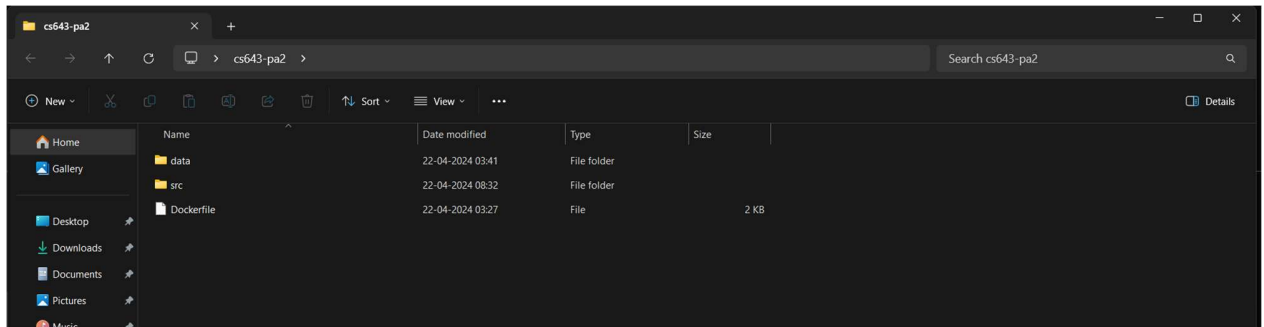 cs643-pa2
cs643-pa2
Search cs643-pa2
New
Sort
View
Details
Name Date modified Type Size
Home
Gallery
data 22-04-2024 03:41 File folder
src 22-04-2024 08:32 File folder
Dockerfile 22-04-2024 03:27 File 2 KB
Desktop
Downloads
Documents
Pictures
Music